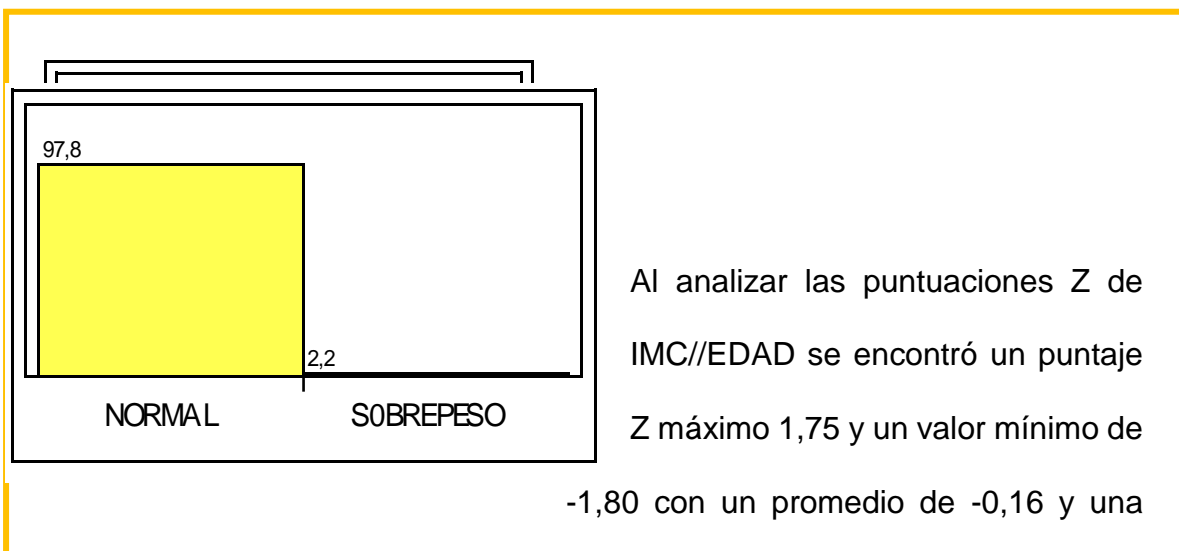 97,8
2,2
NORMAL S0BREPESO
Al analizar las puntuaciones Z de
IMC//EDAD se encontró un puntaje
Z máximo 1,75 y un valor mínimo de
-1,80 con un promedio de -0,16 y una